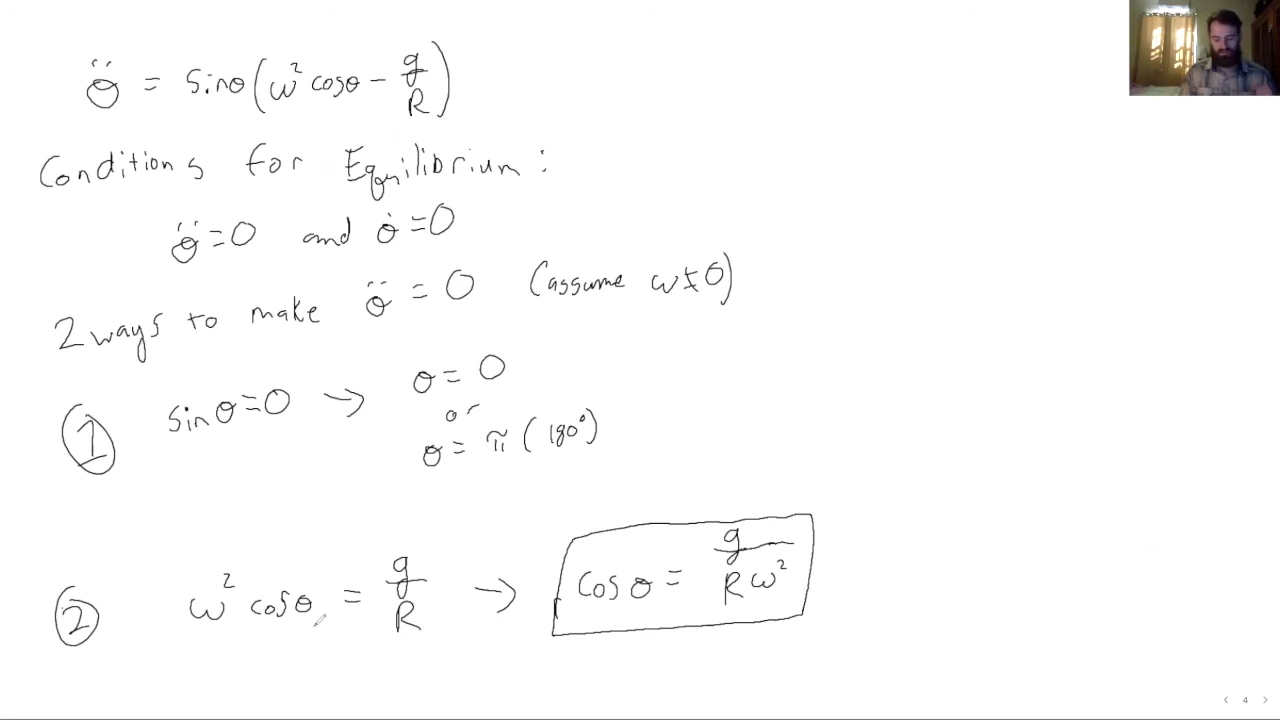 θ̈ = sinθ(ω² cosθ − g/R)
Conditions for Equilibrium:
θ̈ = 0 and θ̇ = 0
2 ways to make θ̈ = 0 (assume ω ≠ 0)
① sinθ = 0 → θ = 0
or
θ = π (180°)
② ω² cosθ = g/R → cosθ = g/Rω²
< 4 >